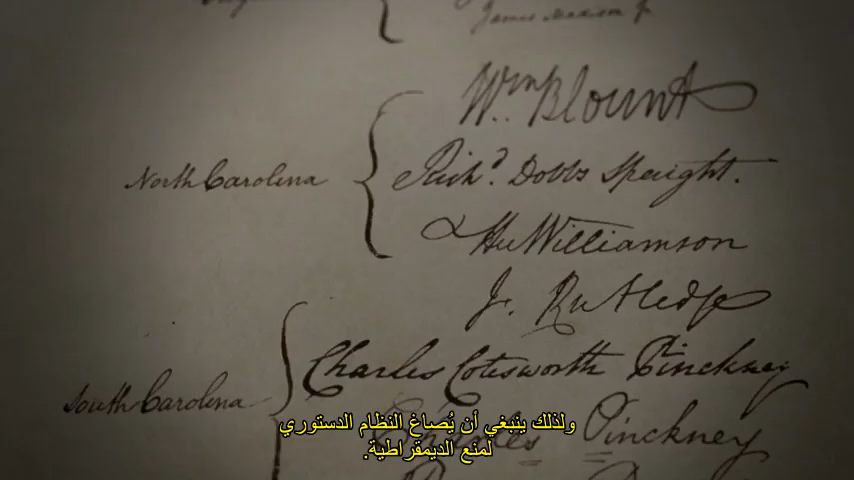 James Madison Jr
Wm. Blount
North Carolina
Richd. Dobbs Spaight.
Hu Williamson
J. Rutledge
Charles Cotesworth Pinckney
South Carolina
Charles Pinckney
ولذلك ينبغي أن يُصاغ النظام الدستوري
لمنع الديمقراطية.